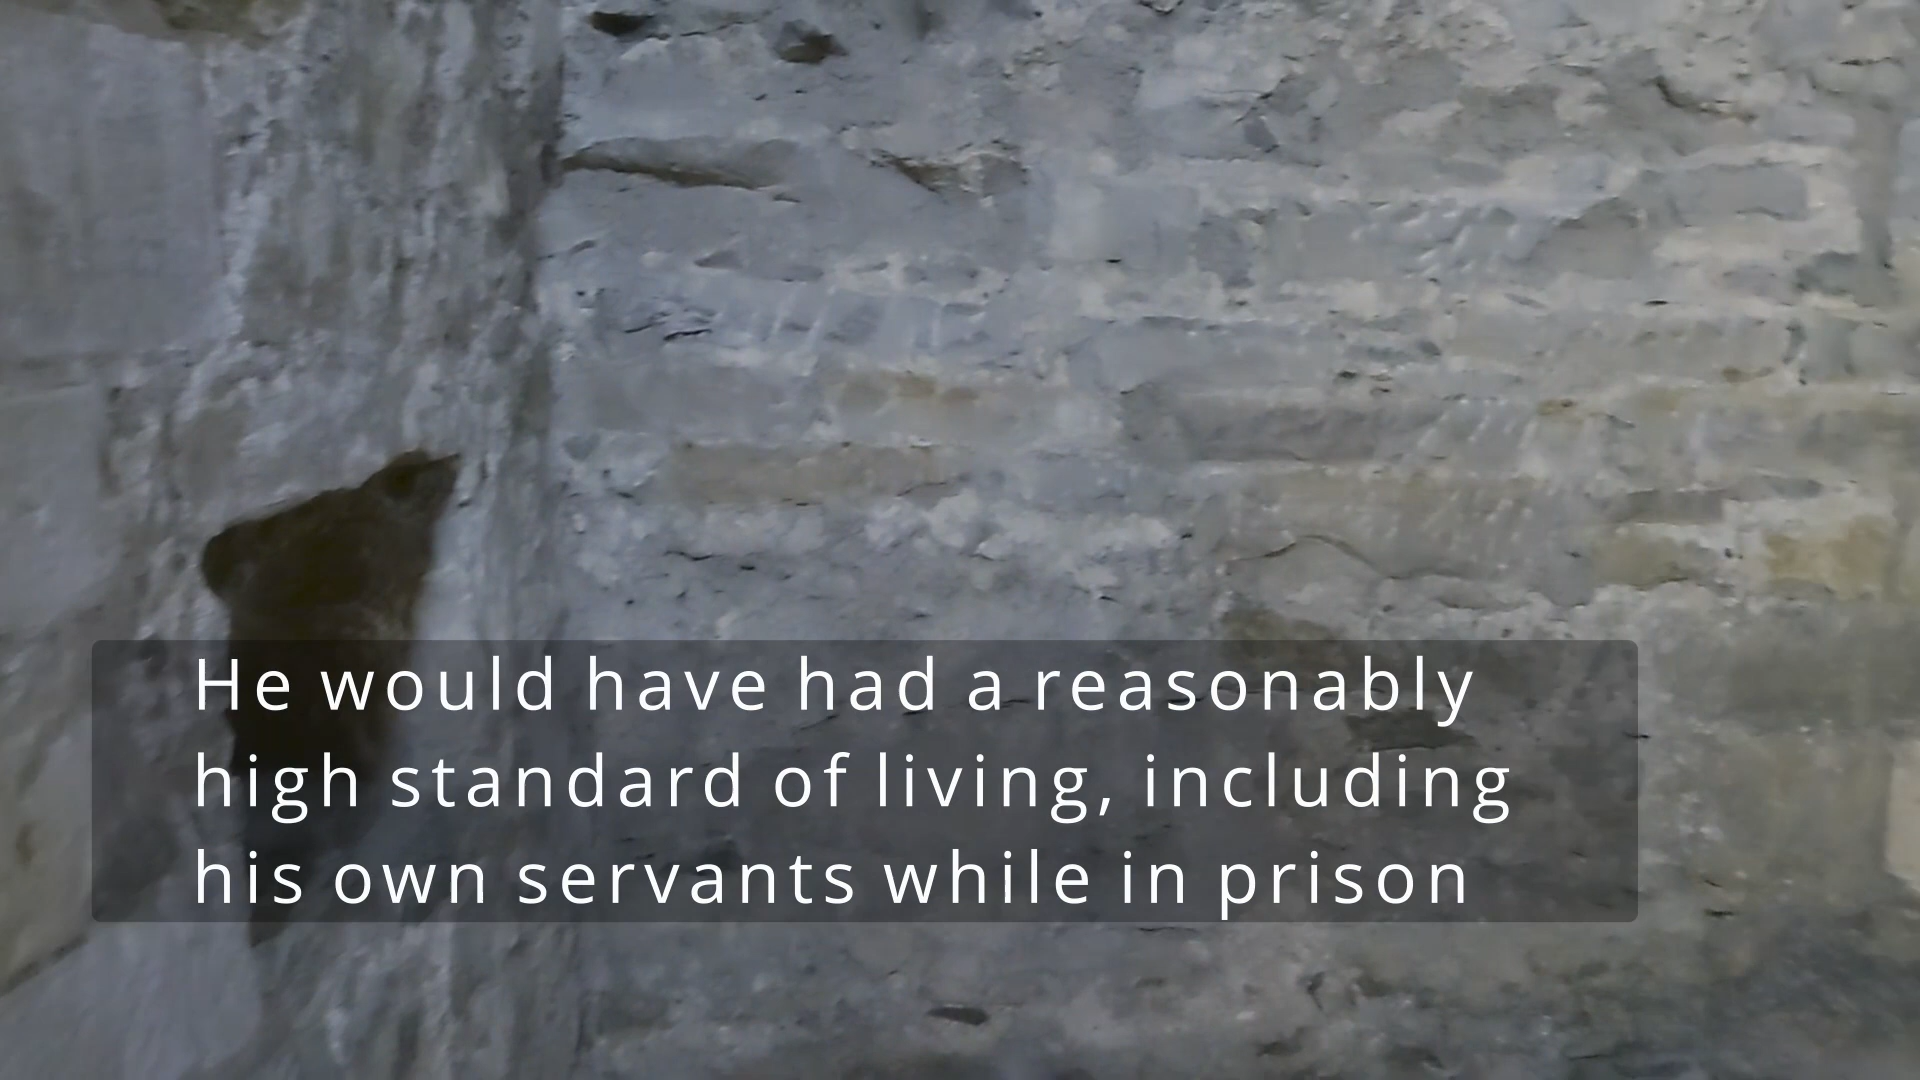 He would have had a reasonably
high standard of living, including
his own servants while in prison